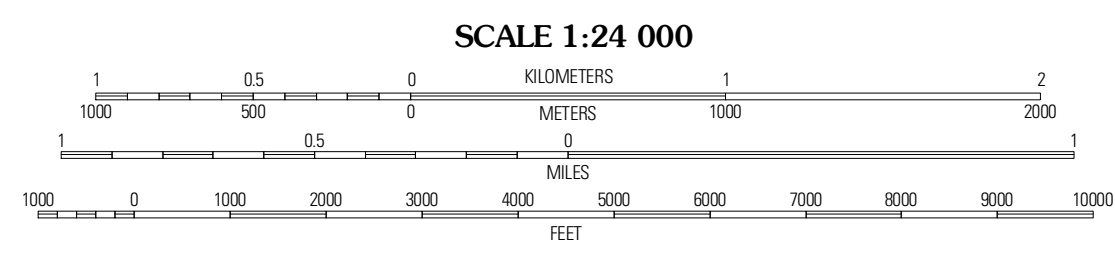 SCALE 1:24 000
1 0.5 0 KILOMETERS 1 2
1000 500 0 METERS 1000 2000
1 0.5 0 1
MILES
1000 0 1000 2000 3000 4000 5000 6000 7000 8000 9000 10000
FEET